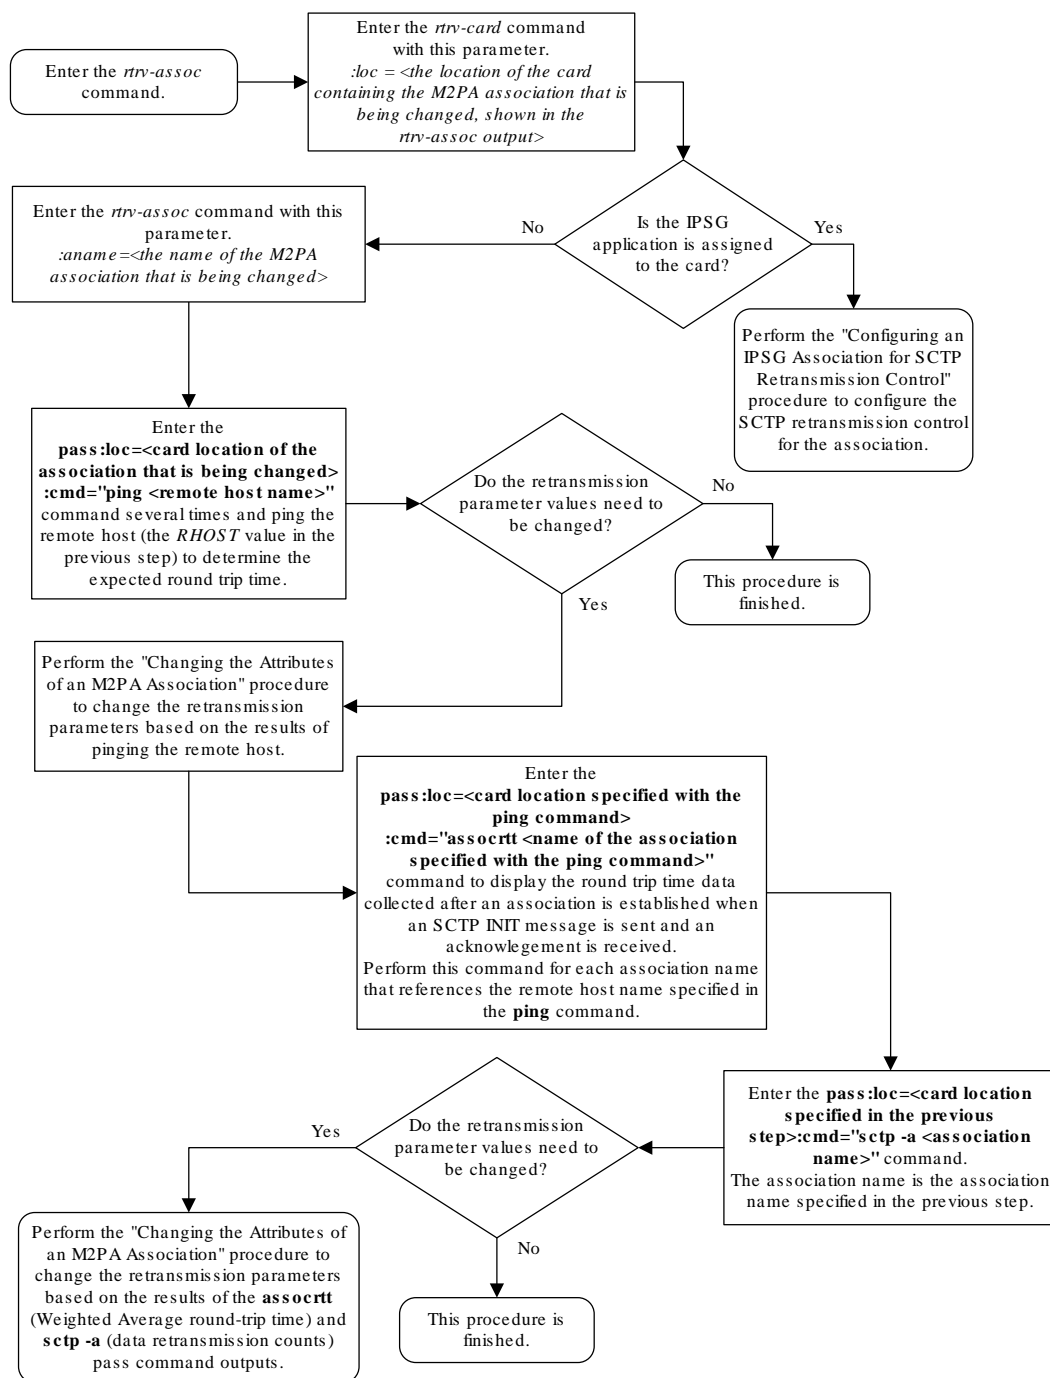 Enter the rtrv-assoc
command.
Enter the rtrv-card command
with this parameter.
:loc = <the location of the card
containing the M2PA association that is
being changed, shown in the
rtrv-assoc output>
Is the IPSG
application is assigned
to the card?
No
Yes
Enter the rtrv-assoc command with this
parameter.
:aname=<the name of the M2PA
association that is being changed>
Perform the "Configuring an
IPSG Association for SCTP
Retransmission Control"
procedure to configure the
SCTP retransmission control
for the association.
Enter the
pass:loc=<card location of the
association that is being changed>
:cmd="ping <remote host name>"
command several times and ping the
remote host (the RHOST value in the
previous step) to determine the
expected round trip time.
Do the retransmission
parameter values need to
be changed?
No
Yes
This procedure is
finished.
Perform the "Changing the Attributes
of an M2PA Association" procedure
to change the retransmission
parameters based on the results of
pinging the remote host.
Enter the
pass:loc=<card location specified with the
ping command>
:cmd="assocrtt <name of the association
specified with the ping command>"
command to display the round trip time data
collected after an association is established when
an SCTP INIT message is sent and an
acknowlegement is received.
Perform this command for each association name
that references the remote host name specified in
the ping command.
Enter the pass:loc=<card location
specified in the previous
step>:cmd="sctp -a <association
name>" command.
The association name is the association
name specified in the previous step.
Do the retransmission
parameter values need to
be changed?
Yes
No
Perform the "Changing the Attributes of
an M2PA Association" procedure to
change the retransmission parameters
based on the results of the assocrtt
(Weighted Average round-trip time) and
sctp -a (data retransmission counts)
pass command outputs.
This procedure is
finished.